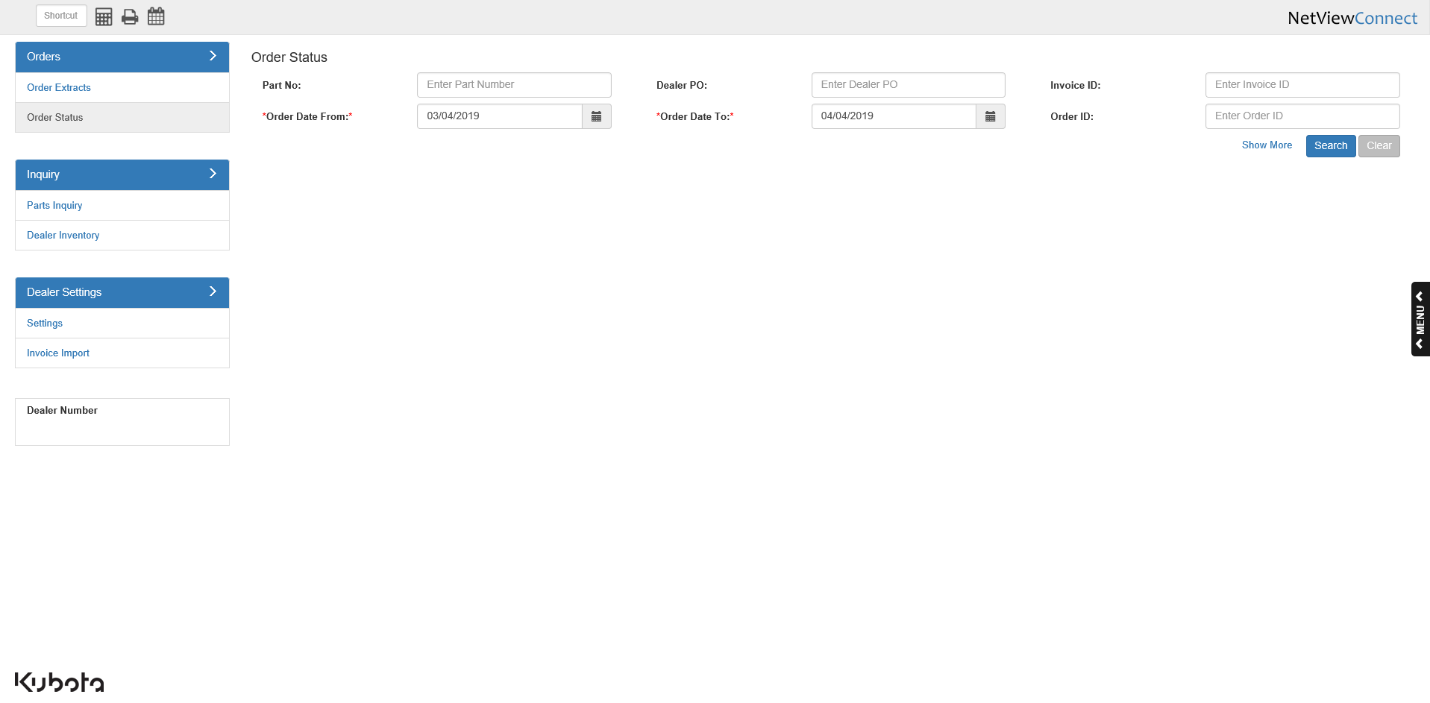 Shortcut
NetViewConnect
Orders
Order Extracts
Order Status
Inquiry
Parts Inquiry
Dealer Inventory
Dealer Settings
Settings
Invoice Import
Dealer Number
Order Status
Part No: Enter Part Number Dealer PO: Enter Dealer PO Invoice ID: Enter Invoice ID
*Order Date From:* 03/04/2019 *Order Date To:* 04/04/2019 Order ID: Enter Order ID
Show More Search Clear
MENU
Kubota